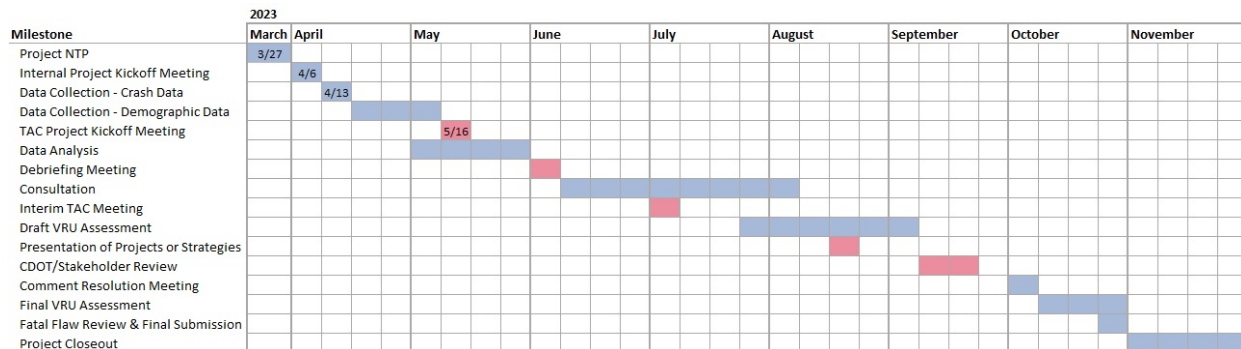 2023
Milestone March April May June July August September October November
Project NTP 3/27
Internal Project Kickoff Meeting 4/6
Data Collection - Crash Data 4/13
Data Collection - Demographic Data
TAC Project Kickoff Meeting 5/16
Data Analysis
Debriefing Meeting
Consultation
Interim TAC Meeting
Draft VRU Assessment
Presentation of Projects or Strategies
CDOT/Stakeholder Review
Comment Resolution Meeting
Final VRU Assessment
Fatal Flaw Review & Final Submission
Project Closeout